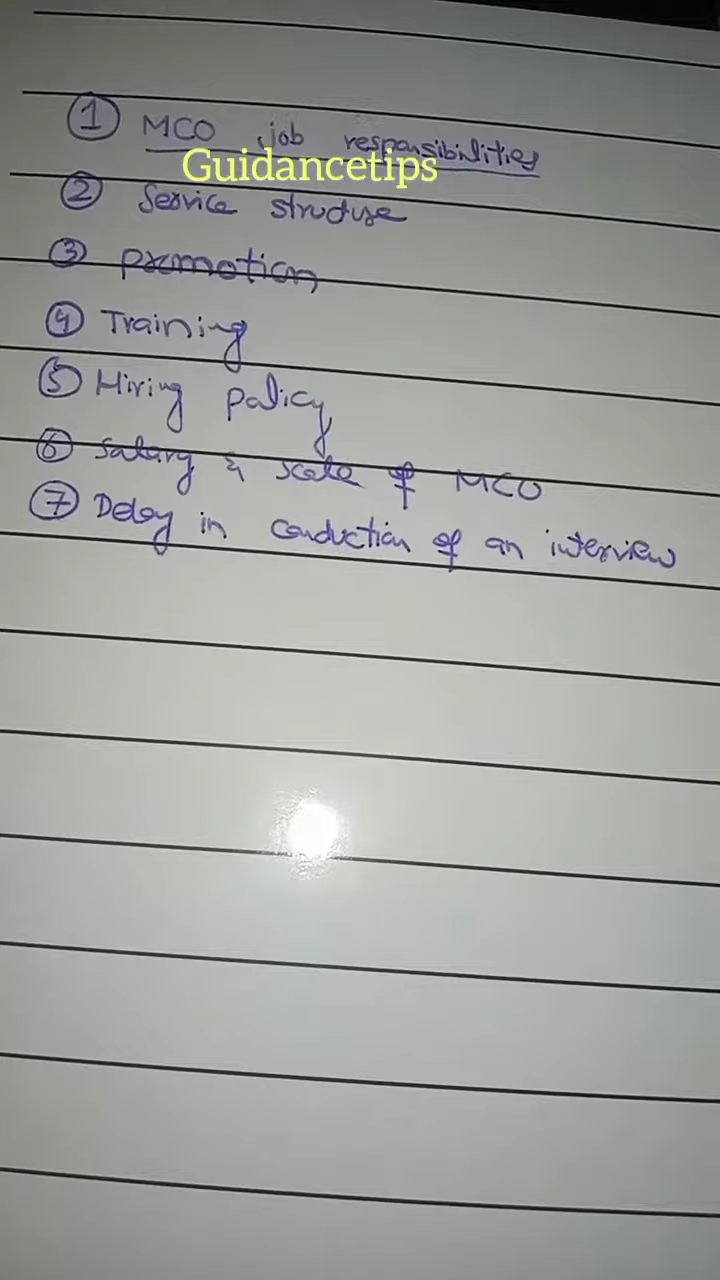 ① MCO job responsibilities
Guidancetips
② Service structure
③ promotion
④ Training
⑤ Hiring policy
⑥ Salary & scale of MCO
⑦ Delay in conduction of an interview